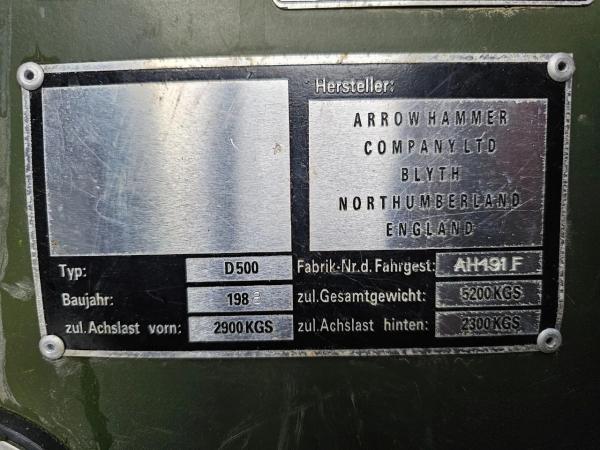 Hersteller:
ARROWHAMMER
COMPANY LTD
BLYTH
NORTHUMBERLAND
ENGLAND
Typ: D500
Fabrik-Nr.d. Fahrgest: AH491 F
Baujahr: 198
zul.Gesamtgewicht: 5200KGS
zul. Achslast vorn: 2900KGS
zul. Achslast hinten: 2300KGS